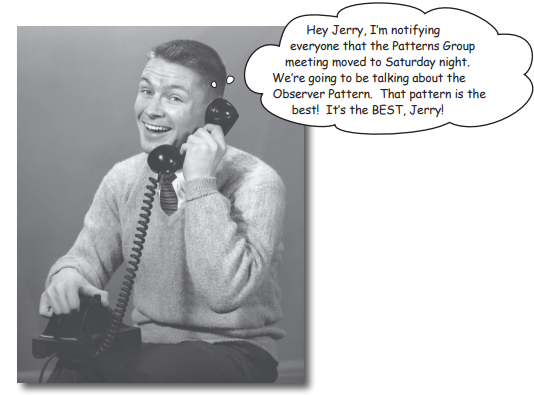 Hey Jerry, I'm notifying
everyone that the Patterns Group
meeting moved to Saturday night.
We're going to be talking about the
Observer Pattern. That pattern is the
best! It's the BEST, Jerry!